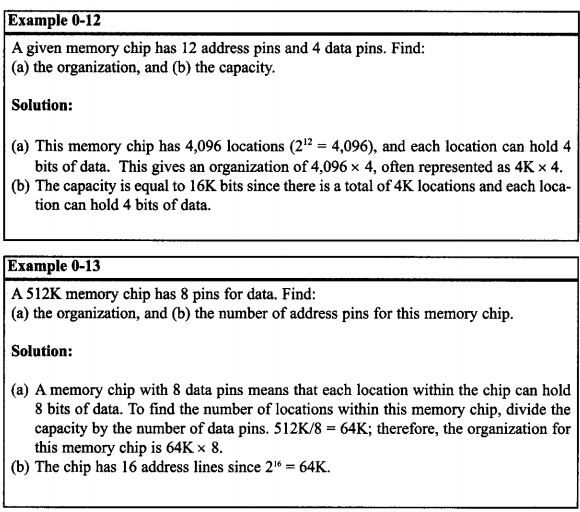 Example 0-12
A given memory chip has 12 address pins and 4 data pins. Find:
(a) the organization, and (b) the capacity.
Solution:
(a) This memory chip has 4,096 locations (2¹² = 4,096), and each location can hold 4
bits of data. This gives an organization of 4,096 × 4, often represented as 4K × 4.
(b) The capacity is equal to 16K bits since there is a total of 4K locations and each loca-
tion can hold 4 bits of data.
Example 0-13
A 512K memory chip has 8 pins for data. Find:
(a) the organization, and (b) the number of address pins for this memory chip.
Solution:
(a) A memory chip with 8 data pins means that each location within the chip can hold
8 bits of data. To find the number of locations within this memory chip, divide the
capacity by the number of data pins. 512K/8 = 64K; therefore, the organization for
this memory chip is 64K × 8.
(b) The chip has 16 address lines since 2¹⁶ = 64K.